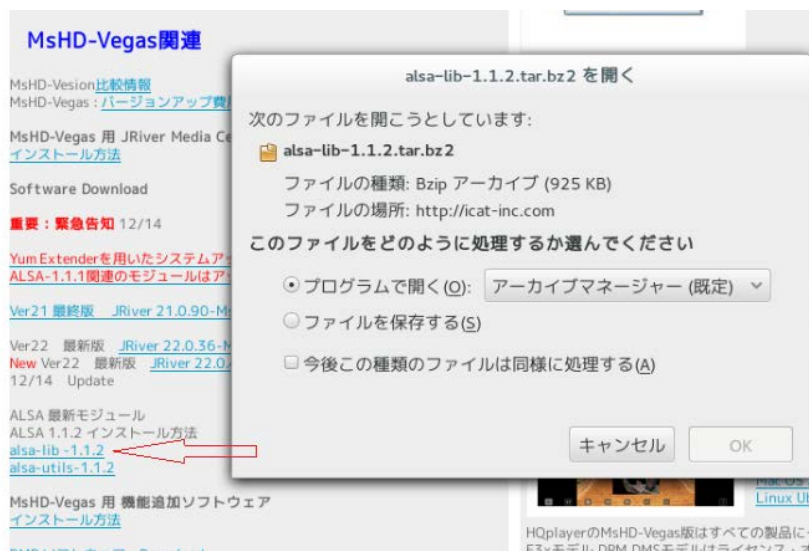 MsHD-Vegas関連
MsHD-Vesion比較情報
MsHD-Vegas : バージョンアップ費
MsHD-Vegas 用 JRiver Media Ce
インストール方法
Software Download
重要：緊急告知 12/14
Yum Extenderを用いたシステムア
ALSA-1.1.1関連のモジュールはア
Ver21 最終版 JRiver 21.0.90-M
Ver22 最新版 JRiver 22.0.36-M
New Ver22 最新版 JRiver 22.0.
12/14 Update
ALSA 最新モジュール
ALSA 1.1.2 インストール方法
alsa-lib -1.1.2
alsa-utils-1.1.2
MsHD-Vegas 用 機能追加ソフトウェア
インストール方法
alsa-lib-1.1.2.tar.bz2 を開く
次のファイルを開こうとしています:
alsa-lib-1.1.2.tar.bz2
ファイルの種類: Bzip アーカイブ (925 KB)
ファイルの場所: http://icat-inc.com
このファイルをどのように処理するか選んでください
プログラムで開く(O): アーカイブマネージャー (既定)
ファイルを保存する(S)
今後この種類のファイルは同様に処理する(A)
キャンセル OK
Mac OS
Linux Ub
HQplayerのMsHD-Vegas版はすべての製品に